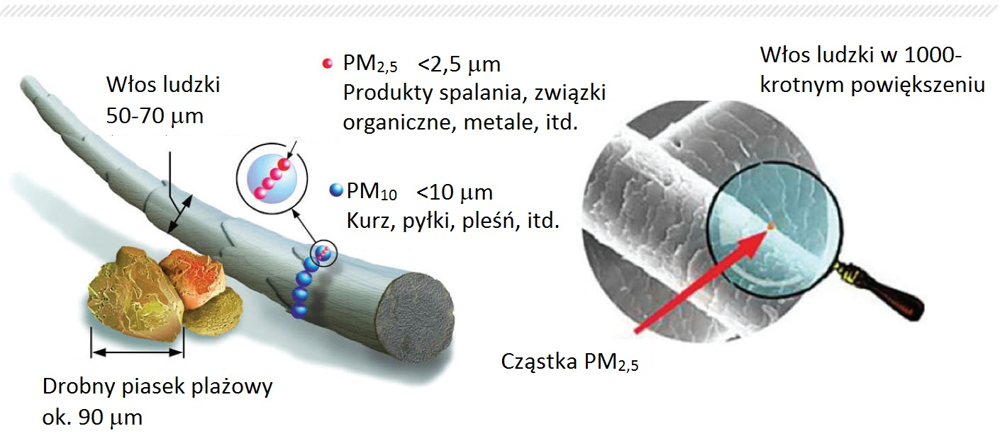 Włos ludzki
50-70 μm
PM2,5 <2,5 μm
Produkty spalania, związki
organiczne, metale, itd.
PM10 <10 μm
Kurz, pyłki, pleśń, itd.
Drobny piasek plażowy
ok. 90 μm
Włos ludzki w 1000-
krotnym powiększeniu
Cząstka PM2,5